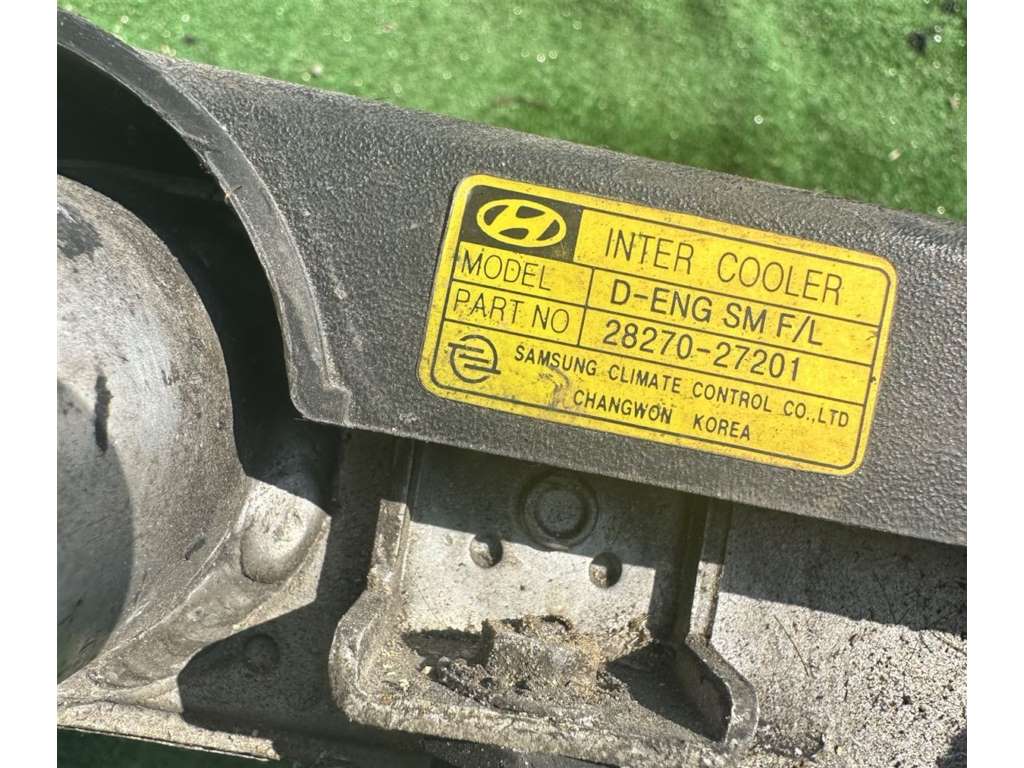 INTER COOLER
MODEL D-ENG SM F/L
PART NO 28270-27201
SAMSUNG CLIMATE CONTROL CO.,LTD
CHANGWON KOREA